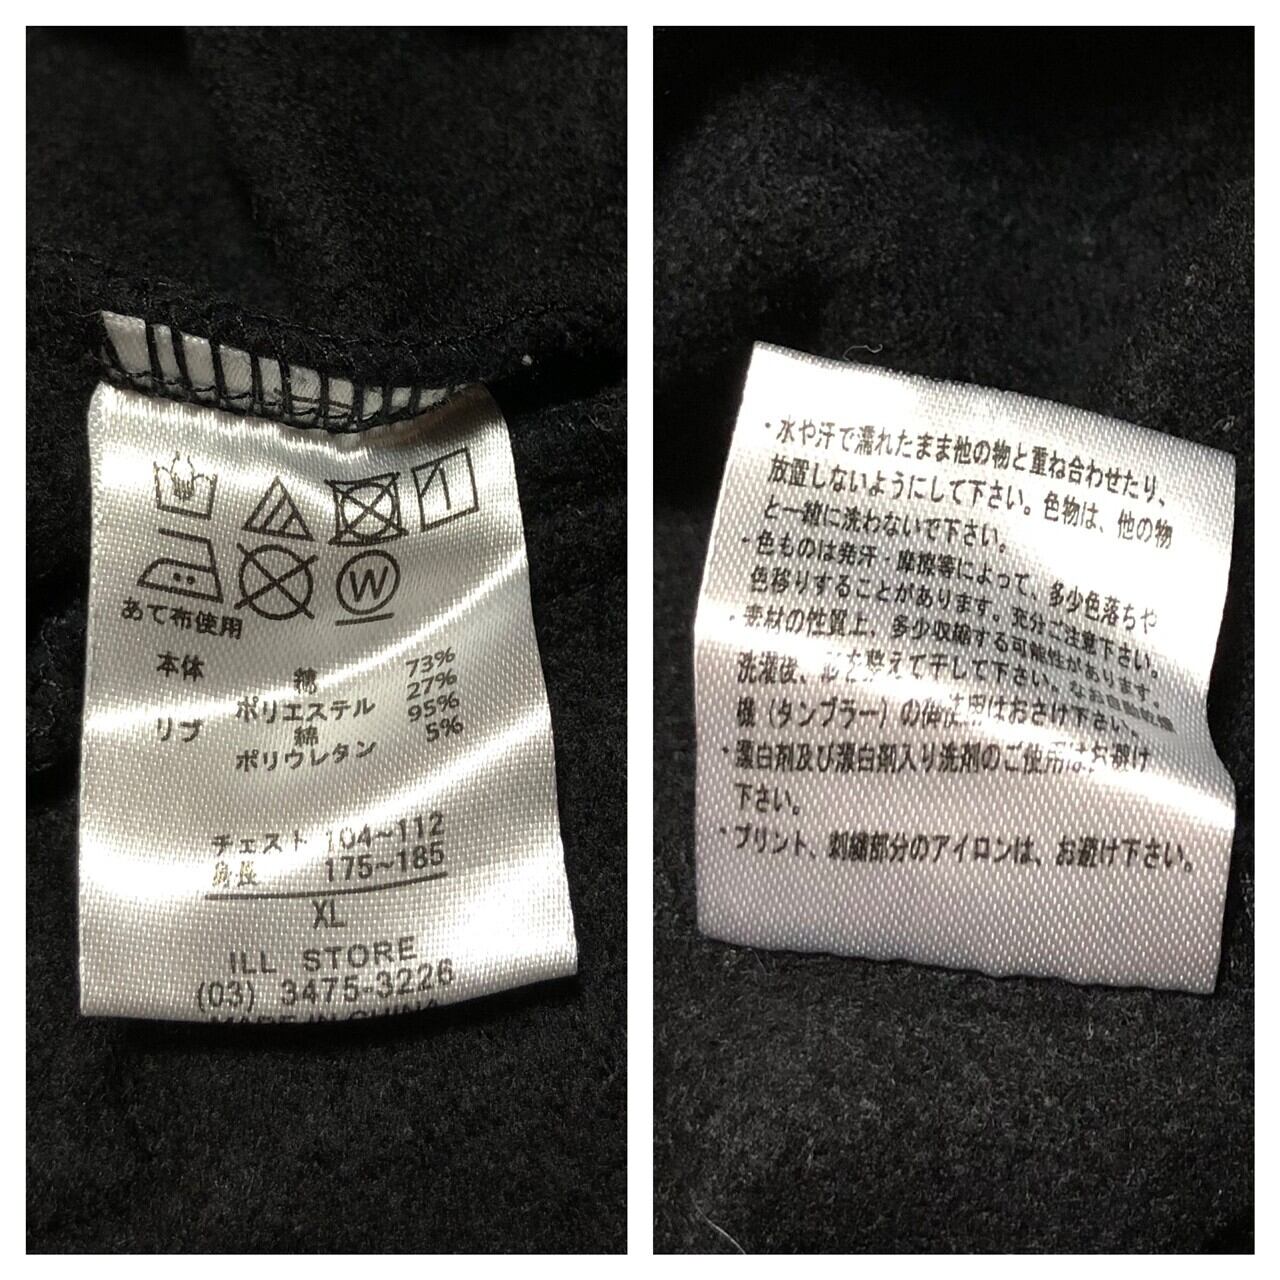 あて布使用
本体 綿 73%
ポリエステル 27%
リブ 綿 95%
ポリウレタン 5%
チェスト 104~112
身長 175~185
XL
ILL STORE
(03) 3475-3226
MADE IN CHINA
・水や汗で濡れたまま他の物と重ね合わせたり、
放置しないようにして下さい。色物は、他の物
と一緒に洗わないで下さい。
・色ものは発汗・摩擦等によって、多少色落ちや
色移りすることがあります。充分ご注意下さい。
・素材の性質上、多少収縮する可能性があります。
洗濯後、形を整えて干して下さい。なお自動乾燥
機（タンブラー）の御使用はおさけ下さい。
・漂白剤及び漂白剤入り洗剤のご使用はお避け
下さい。
・プリント、刺繍部分のアイロンは、お避け下さい。